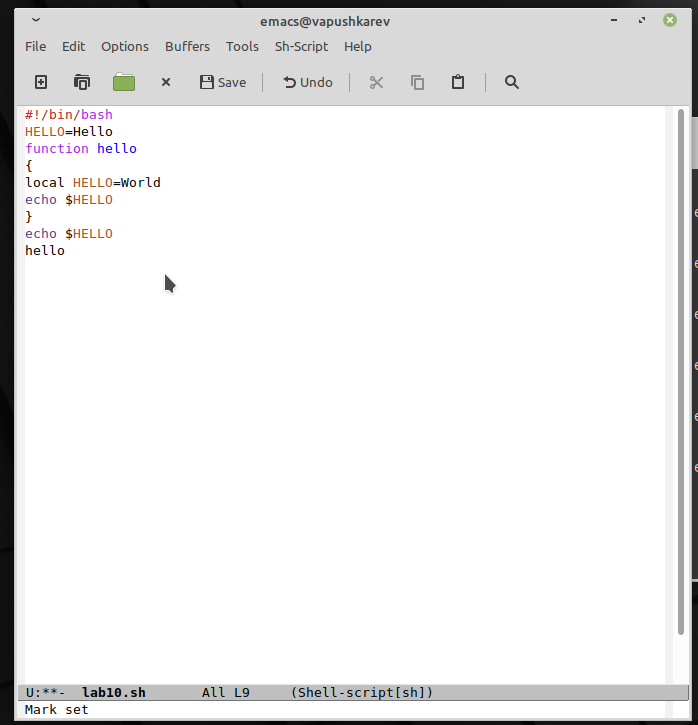 emacs@vapushkarev
File Edit Options Buffers Tools Sh-Script Help
Save Undo
#!/bin/bash
HELLO=Hello
function hello
{
local HELLO=World
echo $HELLO
}
echo $HELLO
hello
U:**- lab10.sh All L9 (Shell-script[sh])
Mark set